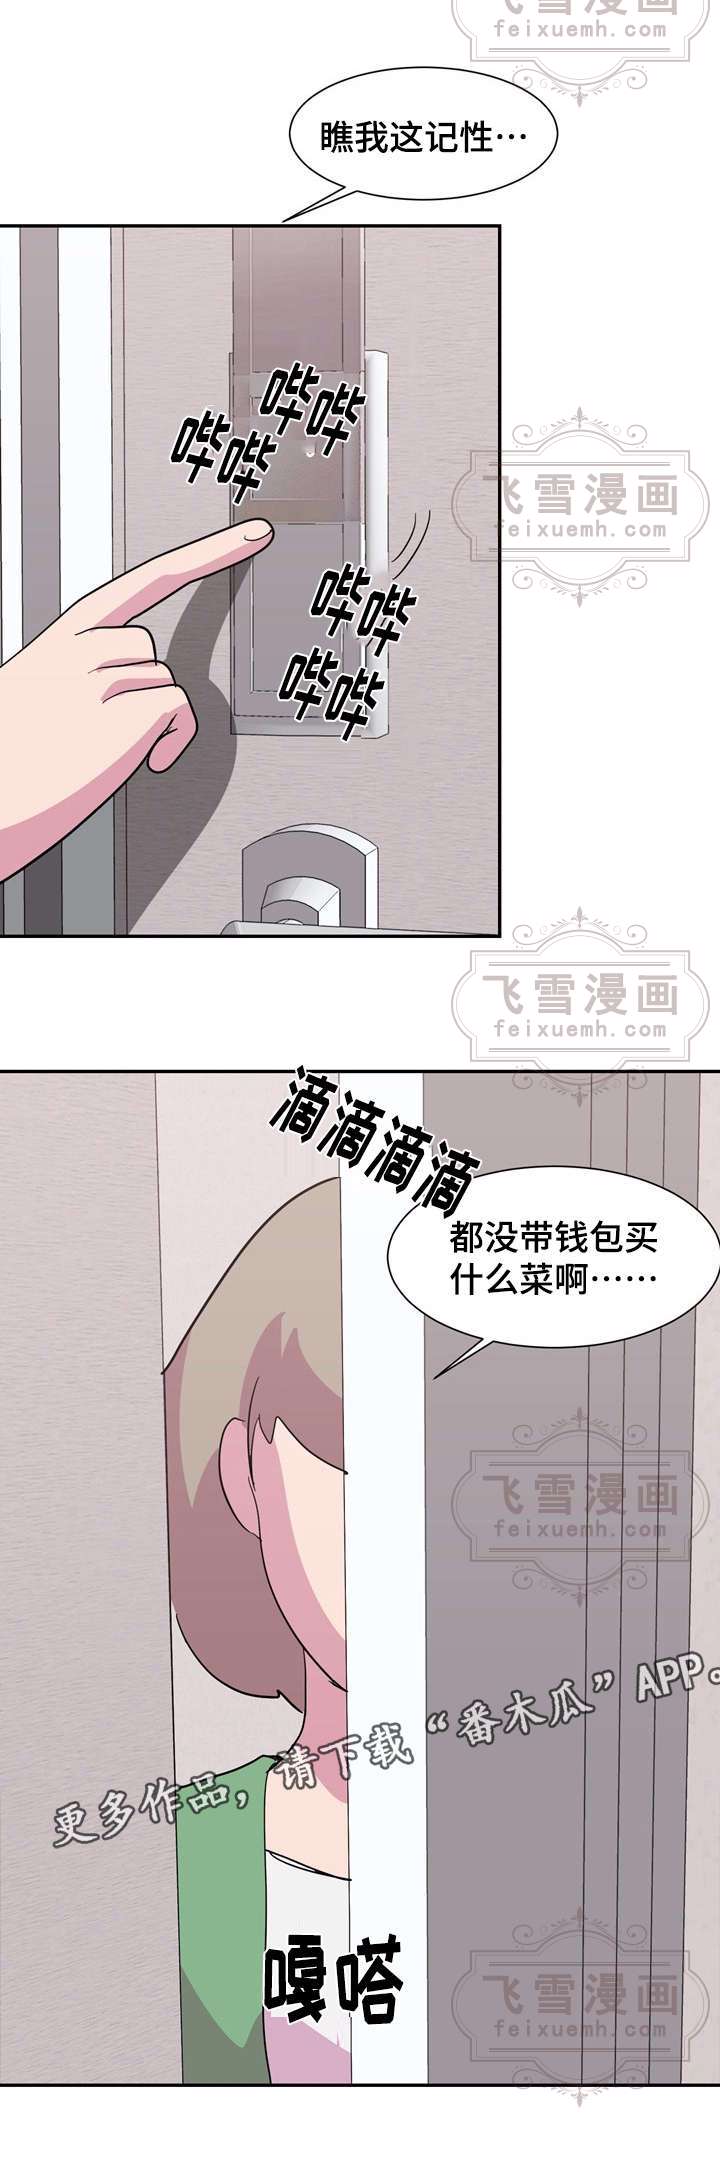 飞雪漫画
feixuemh.com
瞧我这记性…
哔哔
哔哔
飞雪漫画
feixuemh.com
哔哔
哔哔
飞雪漫画
feixuemh.com
滴滴滴滴
都没带钱包买
什么菜啊……
飞雪漫画
feixuemh.com
更多作品，请下载“番木瓜”APP。
嘎嗒
飞雪漫画
feixuemh.com